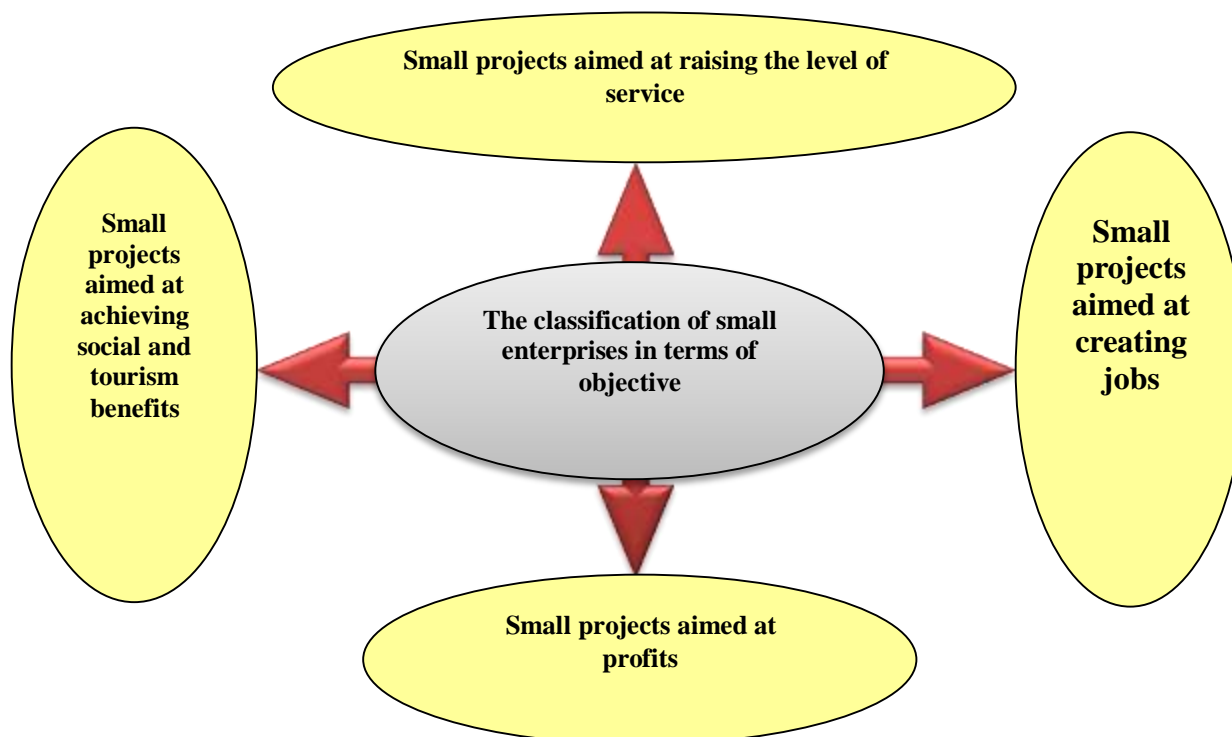 Small projects aimed at raising the level of
service
Small
projects
aimed at
achieving
social and
tourism
benefits
The classification of small
enterprises in terms of
objective
Small
projects
aimed at
creating
jobs
Small projects aimed at
profits